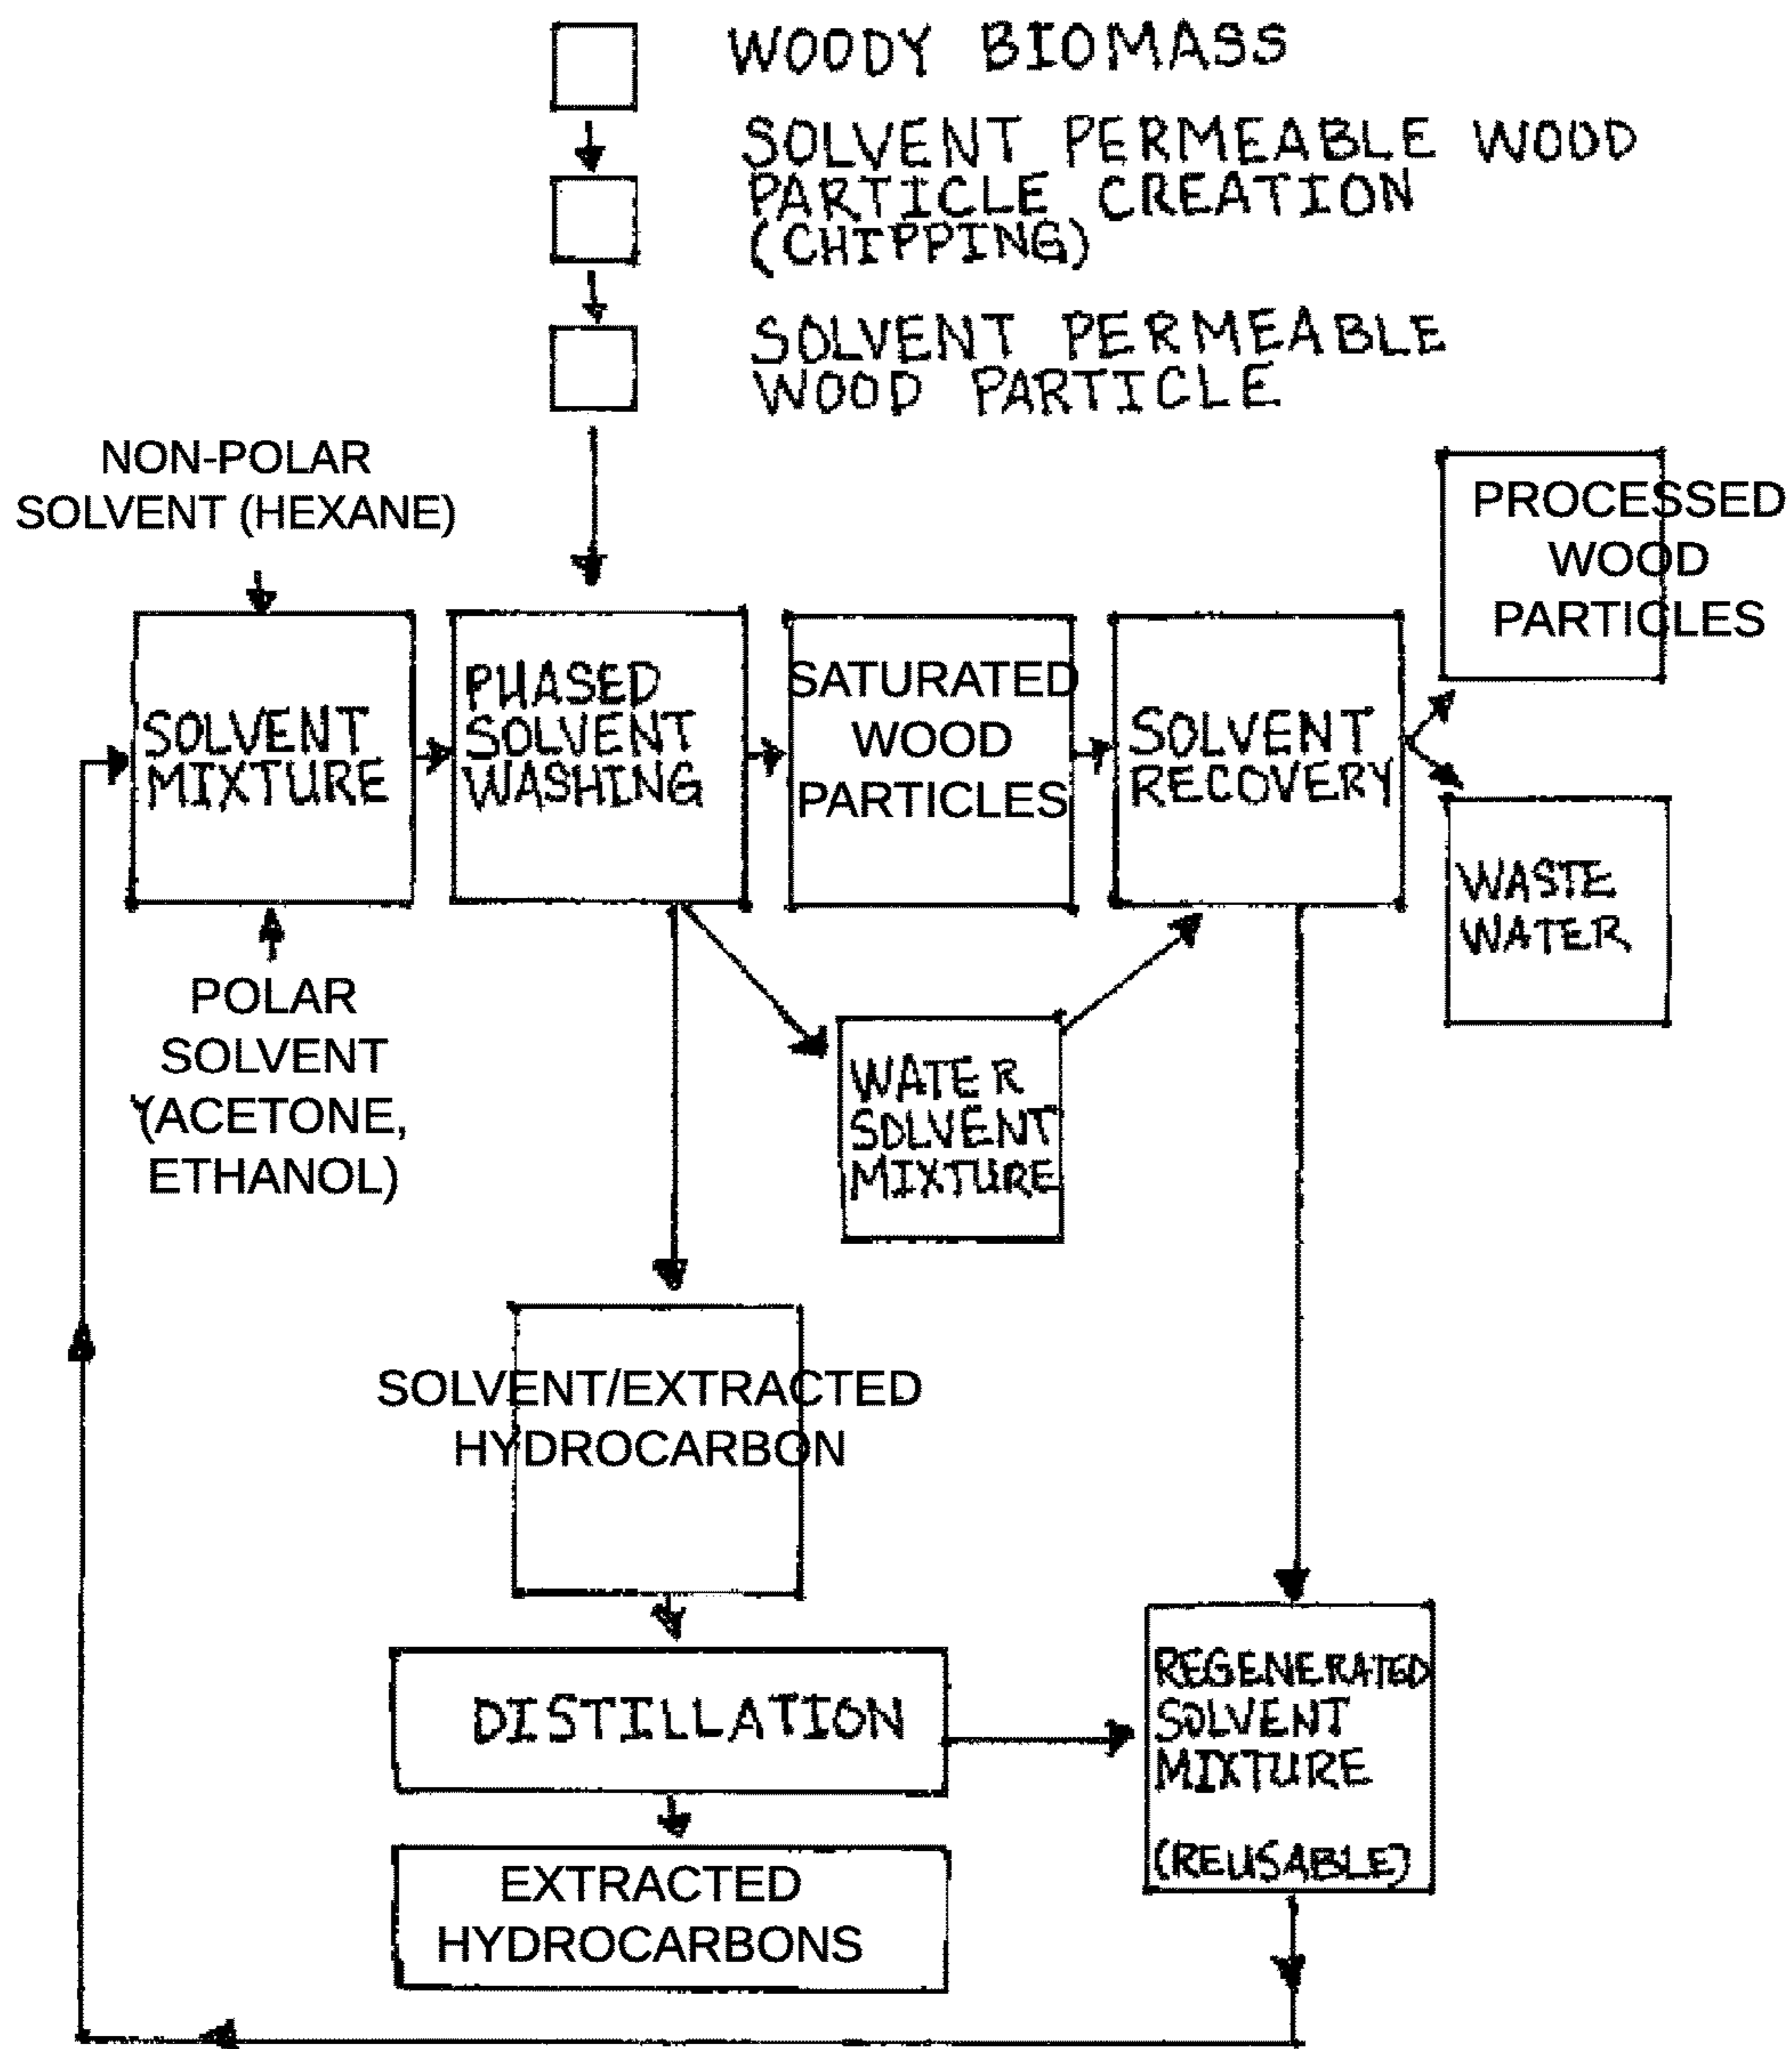 WOODY BIOMASS
SOLVENT PERMEABLE WOOD
PARTICLE CREATION
(CHIPPING)
SOLVENT PERMEABLE
WOOD PARTICLE
NON-POLAR
SOLVENT (HEXANE)
PROCESSED
WOOD
PARTICLES
SOLVENT
MIXTURE
PHASED
SOLVENT
WASHING
SATURATED
WOOD
PARTICLES
SOLVENT
RECOVERY
WASTE
WATER
POLAR
SOLVENT
(ACETONE,
ETHANOL)
WATER
SOLVENT
MIXTURE
SOLVENT/EXTRACTED
HYDROCARBON
DISTILLATION
REGENERATED
SOLVENT
MIXTURE
(REUSABLE)
EXTRACTED
HYDROCARBONS